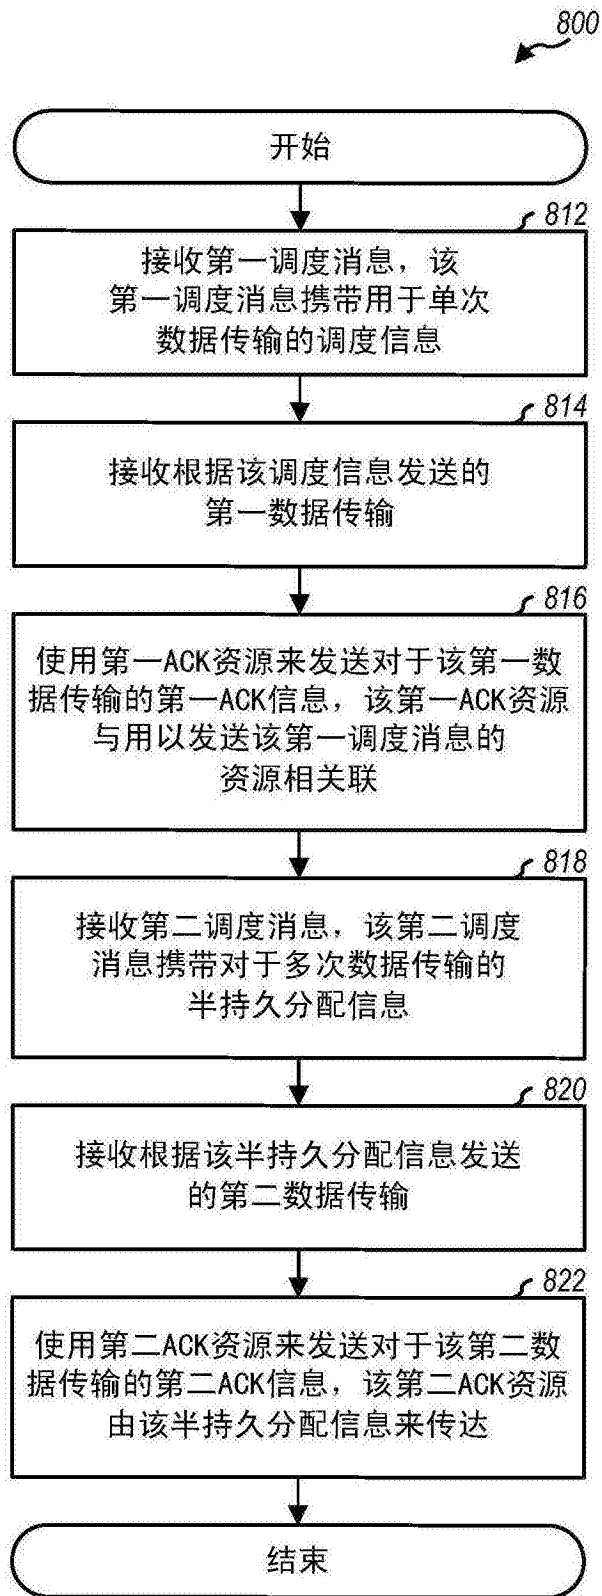 800
开始
812
接收第一调度消息，该
第一调度消息携带用于单次
数据传输的调度信息
814
接收根据该调度信息发送的
第一数据传输
816
使用第一ACK资源来发送对于该第一数
据传输的第一ACK信息，该第一ACK资源
与用以发送该第一调度消息的
资源相关联
818
接收第二调度消息，该第二调度
消息携带对于多次数据传输的
半持久分配信息
820
接收根据该半持久分配信息发送
的第二数据传输
822
使用第二ACK资源来发送对于该第二数
据传输的第二ACK信息，该第二ACK资源
由该半持久分配信息来传达
结束